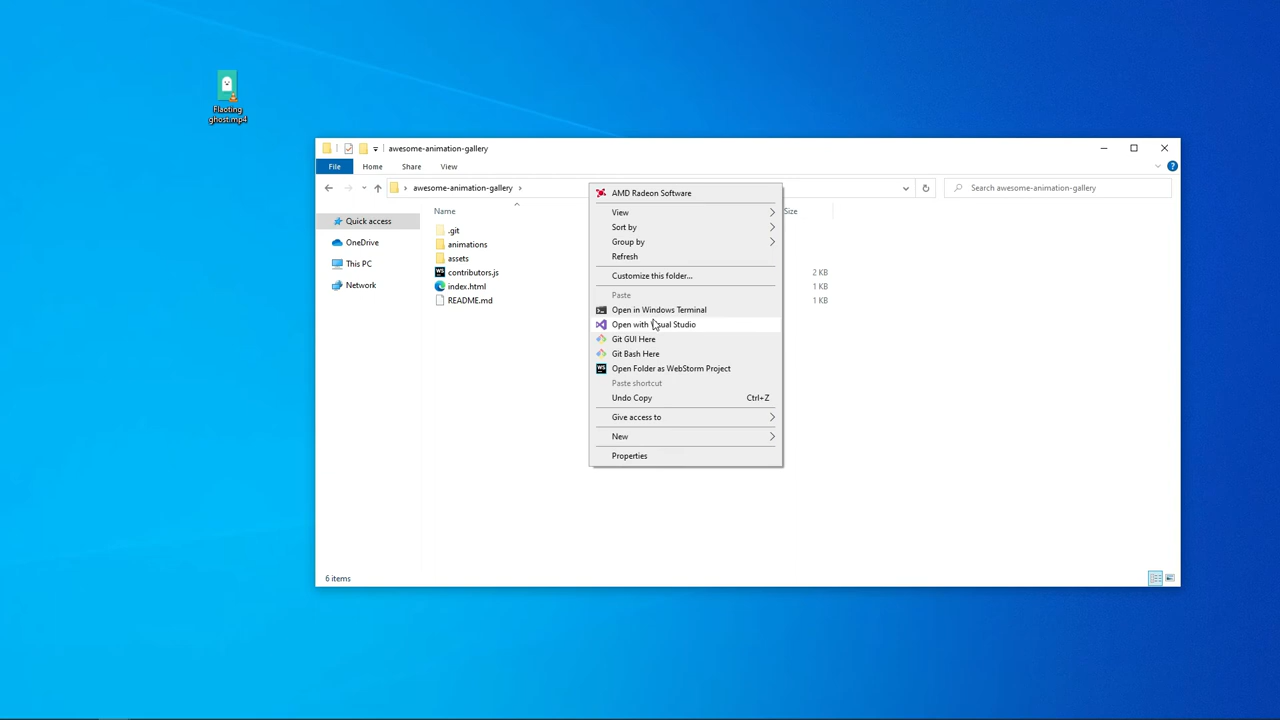 Flaoting
ghost.mp4
awesome-animation-gallery
File
Home
Share
View
awesome-animation-gallery
Search awesome-animation-gallery
Quick access
OneDrive
This PC
Network
Name
Size
.git
animations
assets
contributors.js
2 KB
index.html
1 KB
README.md
1 KB
AMD Radeon Software
View
Sort by
Group by
Refresh
Customize this folder...
Paste
Open in Windows Terminal
Open with Visual Studio
Git GUI Here
Git Bash Here
Open Folder as WebStorm Project
Paste shortcut
Undo Copy Ctrl+Z
Give access to
New
Properties
6 items